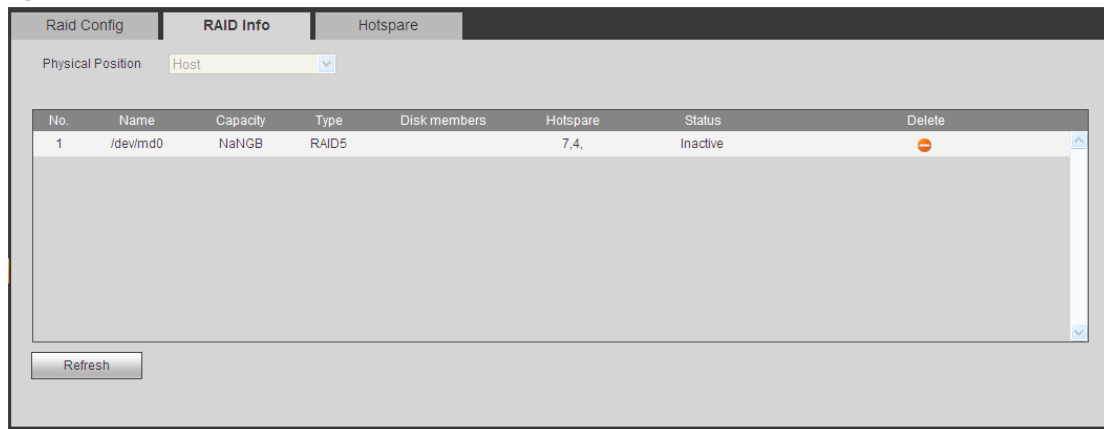 Raid Config RAID Info Hotspare
Physical Position Host
No. Name Capacity Type Disk members Hotspare Status Delete
1 /dev/md0 NaNGB RAID5 7,4, Inactive
Refresh